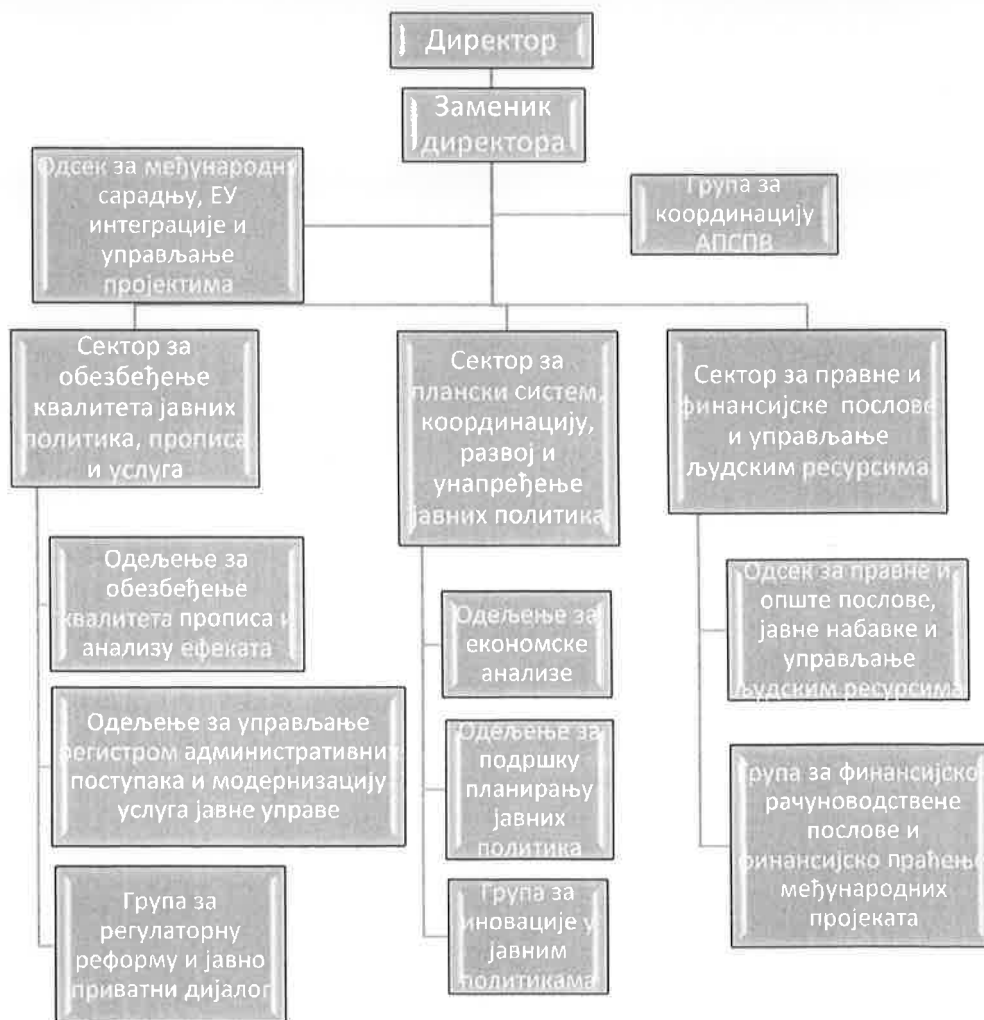 Директор
Заменик
директора
Одсек за међународну
сарадњу, ЕУ
интеграције и
управљање
пројектима
Група за
координацију
АПСПВ
Сектор за
обезбеђење
квалитета јавних
политика, прописа
и услуга
Сектор за
плански систем,
координацију,
развој и
унапређење
јавних политика
Сектор за правне и
финансијске послове
и управљање
људским ресурсима
Одељење за
обезбеђење
квалитета прописа и
анализу ефеката
Одељење за управљање
регистром административних
поступака и модернизацију
услуга јавне управе
Група за
регулаторну
реформу и јавно
приватни дијалог
Одељење за
економске
анализе
Одељење за
подршку
планирању
јавних
политика
Група за
иновације у
јавним
политикама
Одсек за правне и
опште послове,
јавне набавке и
управљање
људским ресурсима
Група за финансијско
рачуноводствене
послове и
финансијско праћење
међународних
пројеката